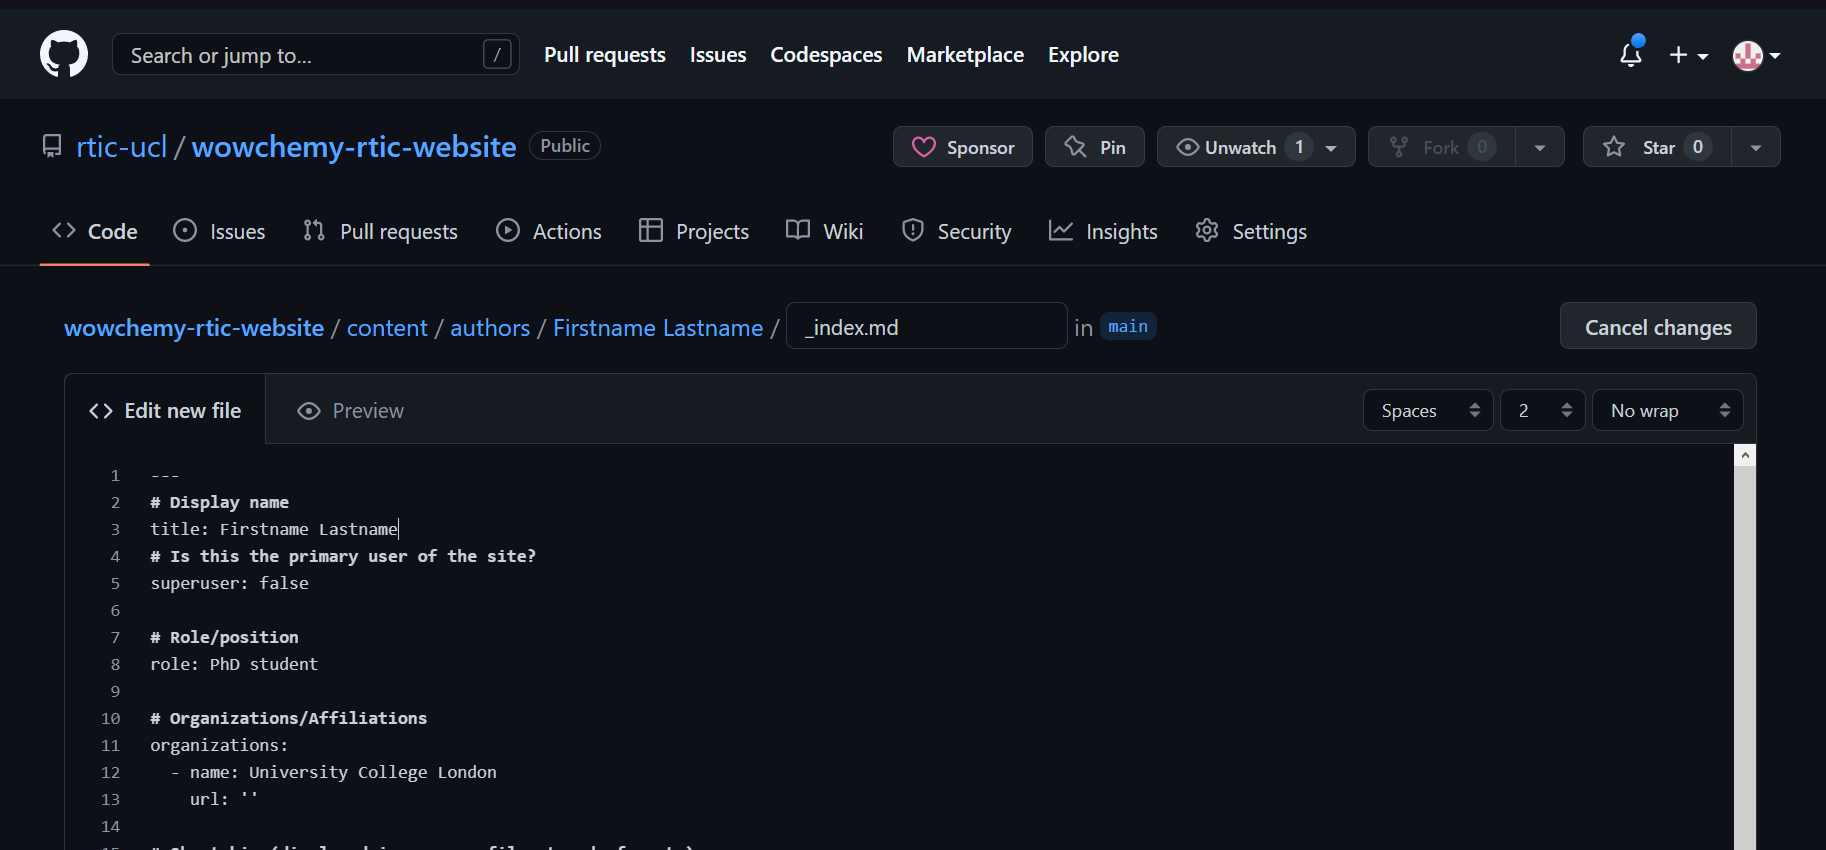 Search or jump to... / Pull requests Issues Codespaces Marketplace Explore
rtic-ucl / wowchemy-rtic-website Public Sponsor Pin Unwatch 1 Fork 0 Star 0
Code Issues Pull requests Actions Projects Wiki Security Insights Settings
wowchemy-rtic-website / content / authors / Firstname Lastname / _index.md in main Cancel changes
Edit new file Preview Spaces 2 No wrap
1 ---
2 # Display name
3 title: Firstname Lastname
4 # Is this the primary user of the site?
5 superuser: false
6
7 # Role/position
8 role: PhD student
9
10 # Organizations/Affiliations
11 organizations:
12   - name: University College London
13     url: ''
14